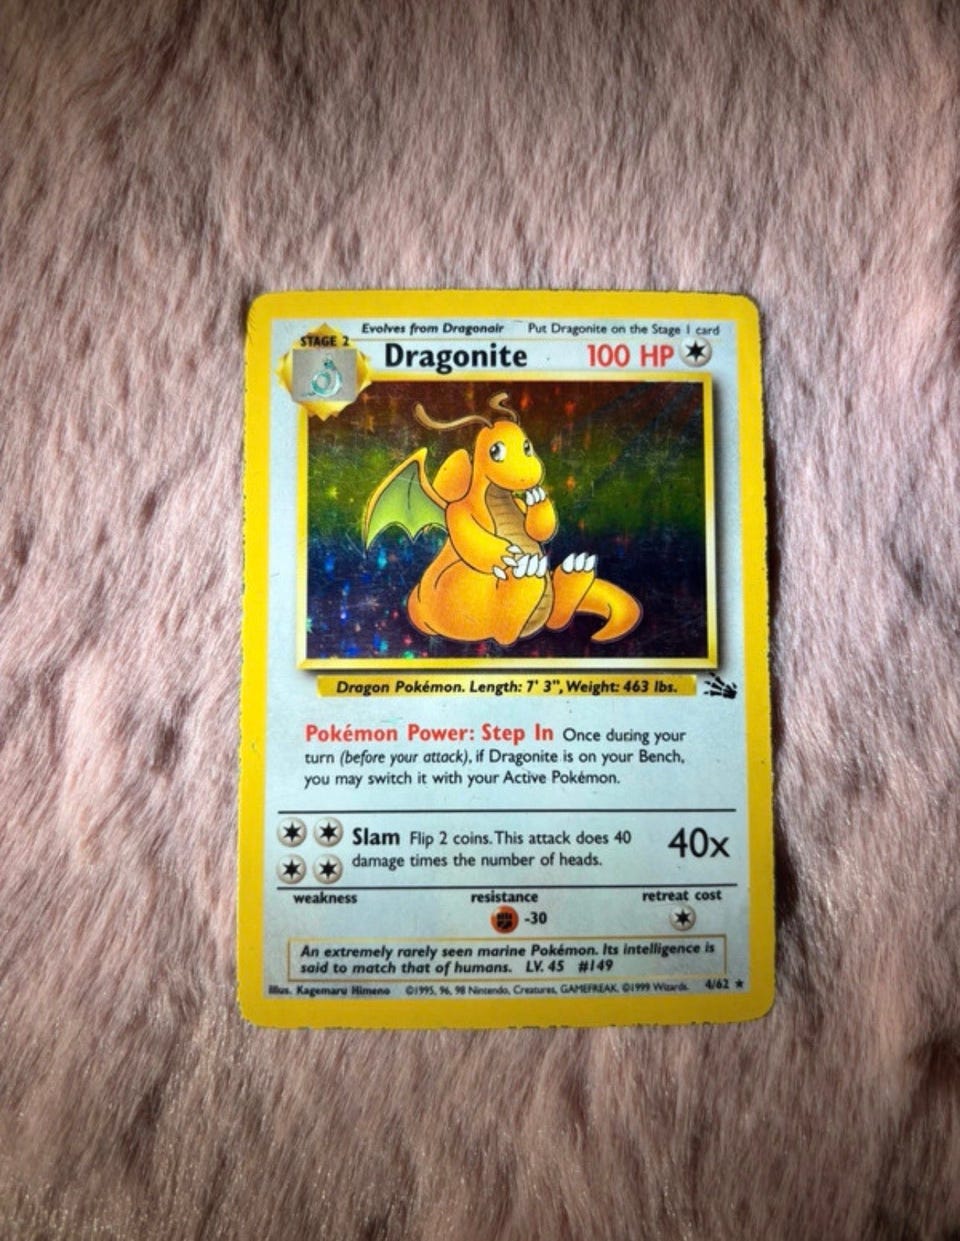 Evolves from Dragonair Put Dragonite on the Stage 1 card
STAGE 2
Dragonite 100 HP
Dragon Pokémon. Length: 7' 3", Weight: 463 lbs.
Pokémon Power: Step In Once during your
turn (before your attack), if Dragonite is on your Bench,
you may switch it with your Active Pokémon.
Slam Flip 2 coins. This attack does 40
damage times the number of heads.
40x
weakness resistance retreat cost
-30
An extremely rarely seen marine Pokémon. Its intelligence is
said to match that of humans. LV. 45 #149
Illus. Kagemaru Himeno ©1995, 96, 98 Nintendo, Creatures, GAMEFREAK. ©1999 Wizards. 4/62